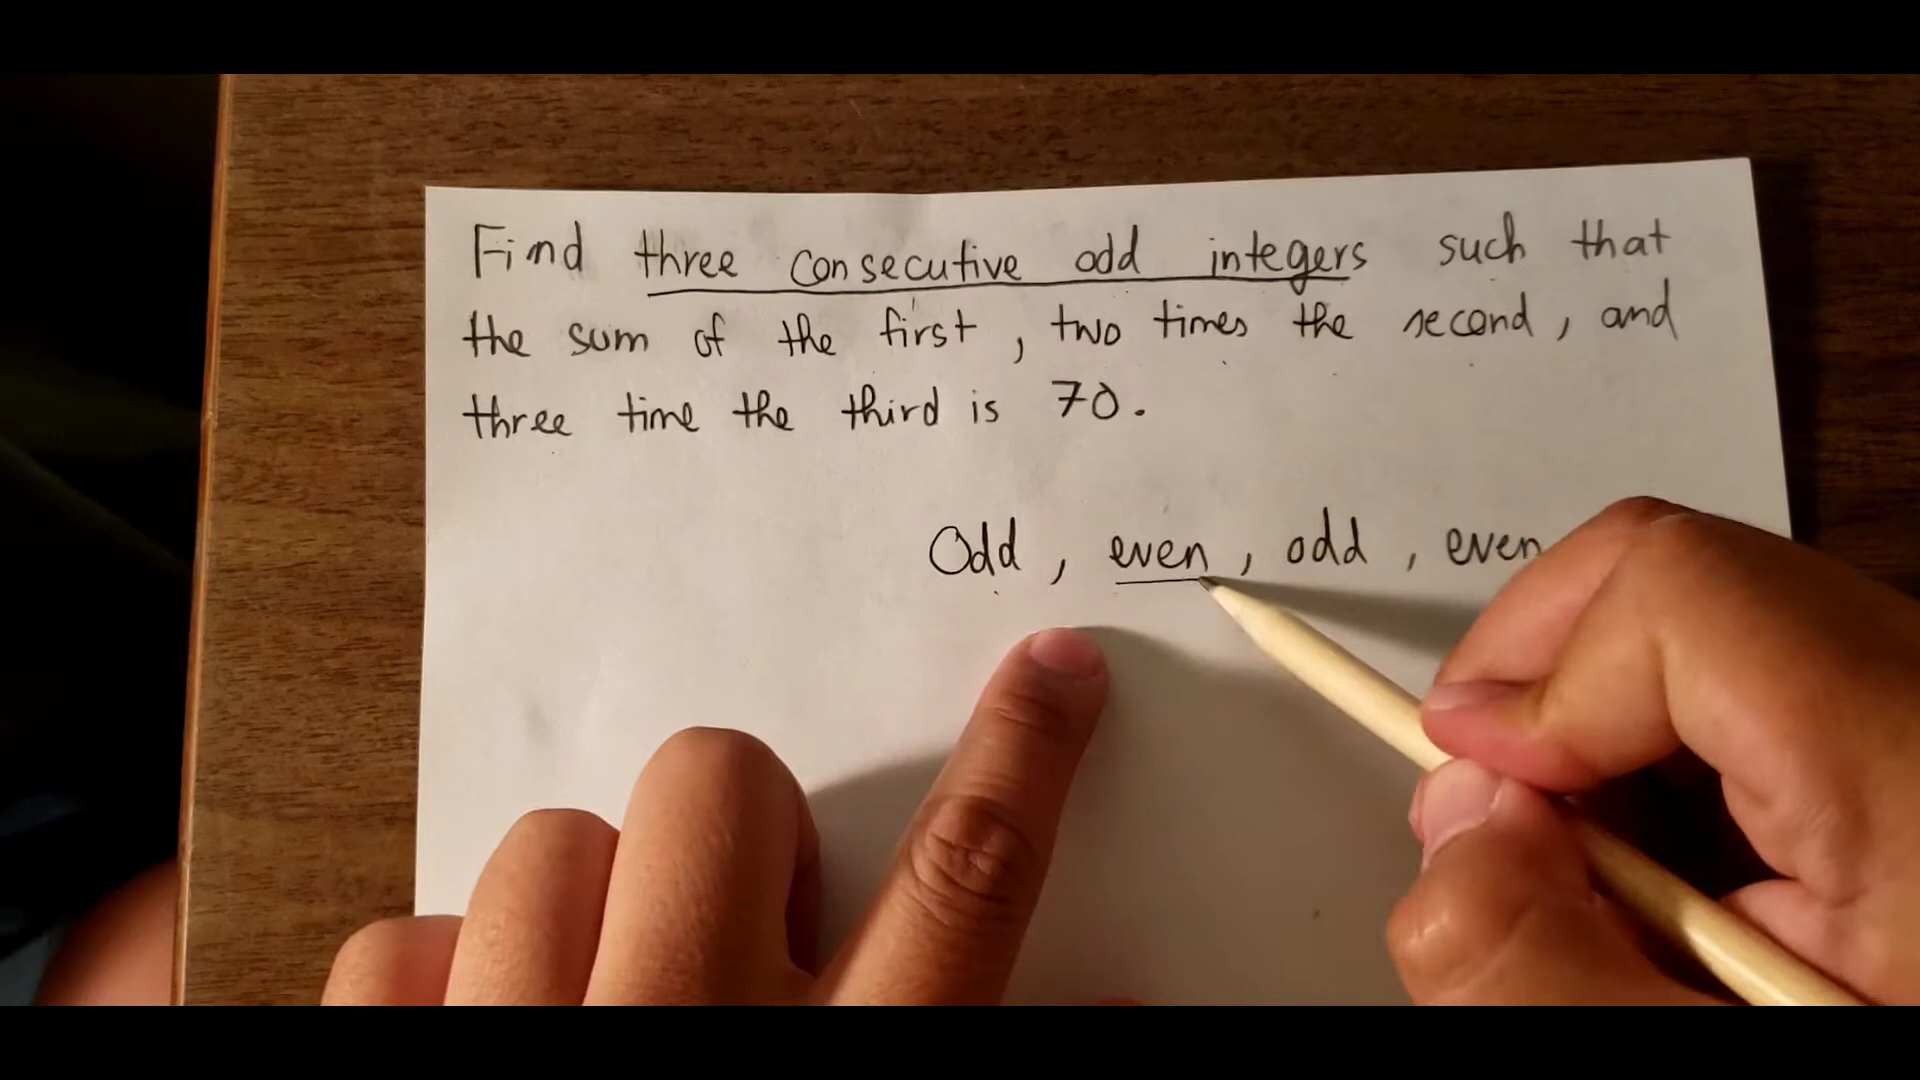 Find three consecutive odd integers such that
the sum of the first, two times the second, and
three time the third is 70.
Odd, even, odd, even